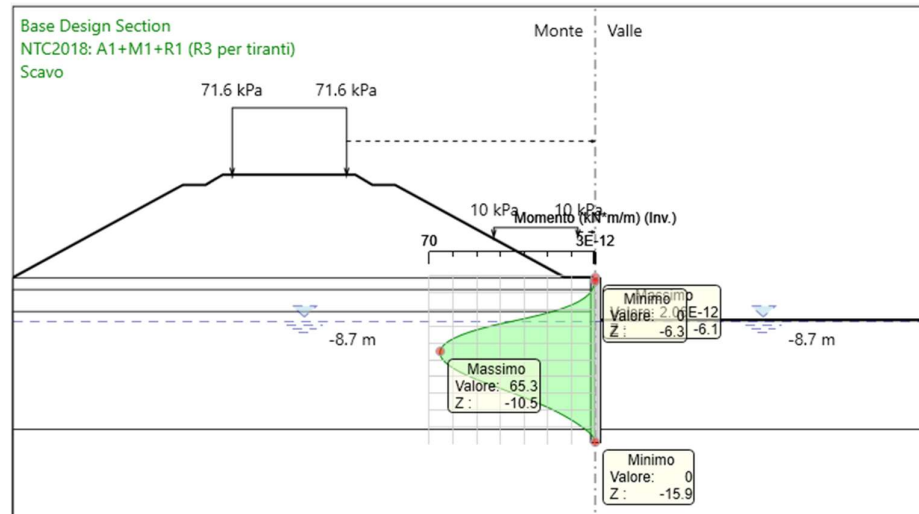 Base Design Section
NTC2018: A1+M1+R1 (R3 per tiranti)
Scavo
Monte
Valle
71.6 kPa
71.6 kPa
10 kPa
10 kPa
Momento (kN*m/m) (Inv.)
70
3E-12
Massimo
E-12
-6.1
Minimo
Valore: 0
Z : -6.3
-8.7 m
-8.7 m
Massimo
Valore: 65.3
Z : -10.5
Minimo
Valore: 0
Z : -15.9